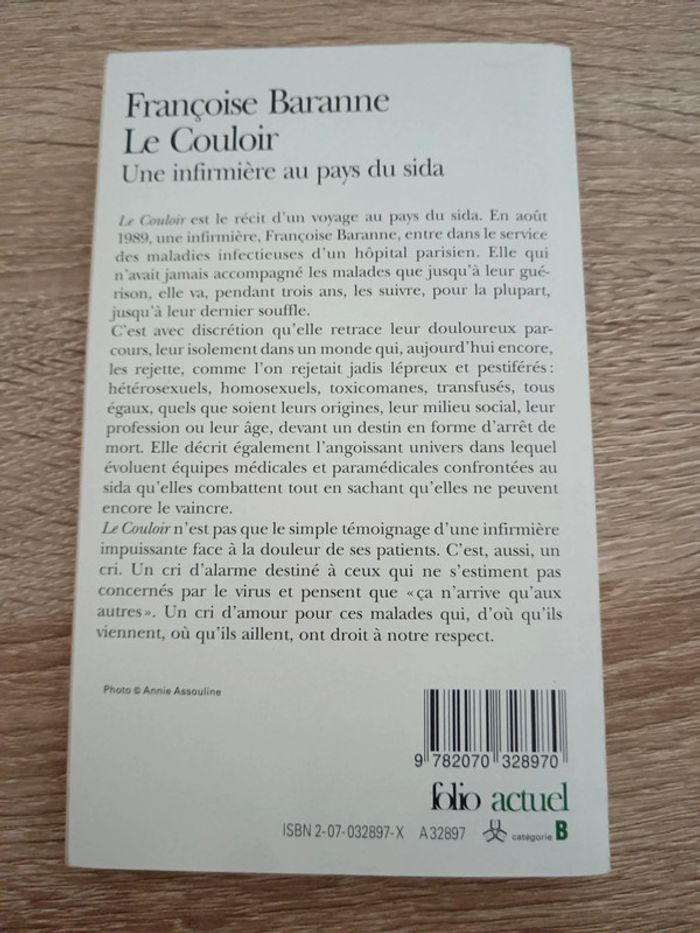 Françoise Baranne
Le Couloir
Une infirmière au pays du sida
Le Couloir est le récit d'un voyage au pays du sida. En août
1989, une infirmière, Françoise Baranne, entre dans le service
des maladies infectieuses d'un hôpital parisien. Elle qui
n'avait jamais accompagné les malades que jusqu'à leur gué-
rison, elle va, pendant trois ans, les suivre, pour la plupart,
jusqu'à leur dernier souffle.
C'est avec discrétion qu'elle retrace leur douloureux par-
cours, leur isolement dans un monde qui, aujourd'hui encore,
les rejette, comme l'on rejetait jadis lépreux et pestiférés :
hétérosexuels, homosexuels, toxicomanes, transfusés, tous
égaux, quels que soient leurs origines, leur milieu social, leur
profession ou leur âge, devant un destin en forme d'arrêt de
mort. Elle décrit également l'angoissant univers dans lequel
évoluent équipes médicales et paramédicales confrontées au
sida qu'elles combattent tout en sachant qu'elles ne peuvent
encore le vaincre.
Le Couloir n'est pas que le simple témoignage d'une infirmière
impuissante face à la douleur de ses patients. C'est, aussi, un
cri. Un cri d'alarme destiné à ceux qui ne s'estiment pas
concernés par le virus et pensent que « ça n'arrive qu'aux
autres ». Un cri d'amour pour ces malades qui, d'où qu'ils
viennent, où qu'ils aillent, ont droit à notre respect.
Photo © Annie Assouline
9 782070 328970
folio actuel
ISBN 2-07-032897-X A 32897 catégorie B